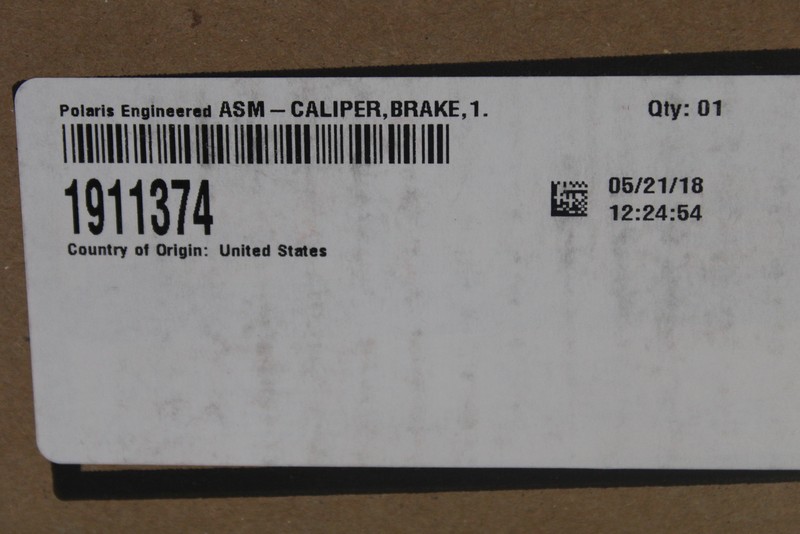 Polaris Engineered ASM – CALIPER,BRAKE,1.
Qty: 01
1911374
05/21/18
12:24:54
Country of Origin: United States